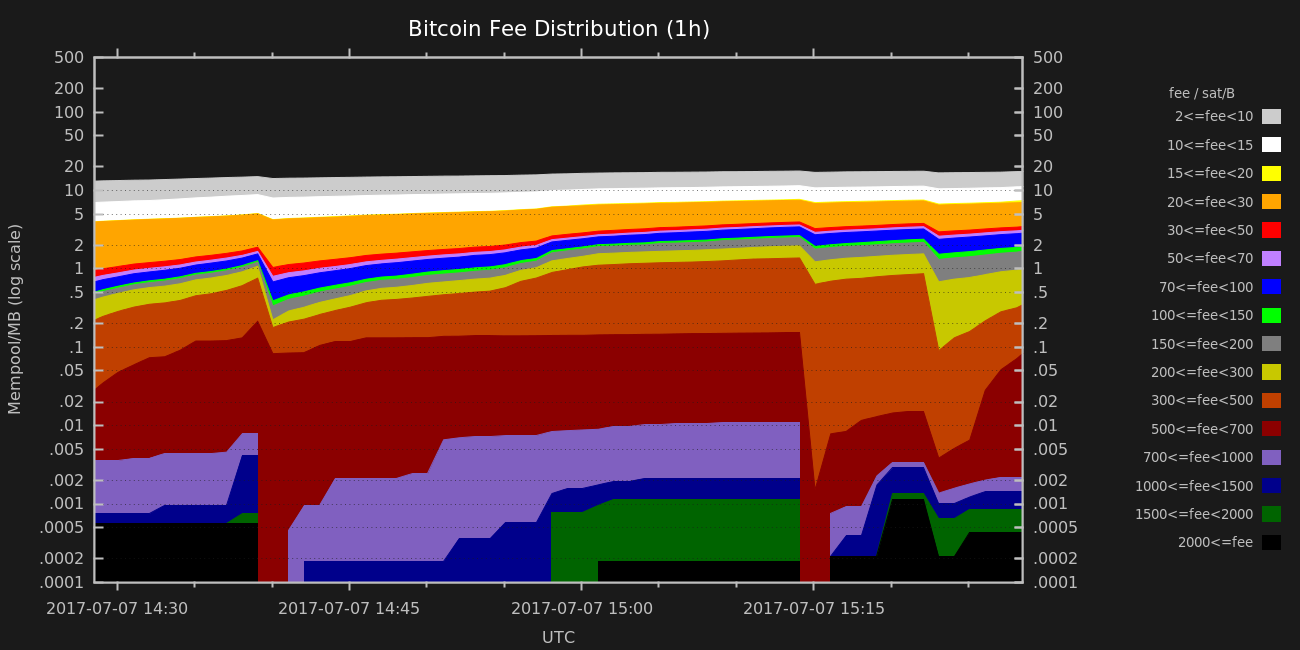 Bitcoin Fee Distribution (1h)
500 500
200 200
100 100
50 50
20 20
10 10
5 5
2 2
1 1
.5 .5
.2 .2
.1 .1
.05 .05
.02 .02
.01 .01
.005 .005
.002 .002
.001 .001
.0005 .0005
.0002 .0002
.0001 .0001
Mempool/MB (log scale)
2017-07-07 14:30 2017-07-07 14:45 2017-07-07 15:00 2017-07-07 15:15
UTC
fee / sat/B
2<=fee<10
10<=fee<15
15<=fee<20
20<=fee<30
30<=fee<50
50<=fee<70
70<=fee<100
100<=fee<150
150<=fee<200
200<=fee<300
300<=fee<500
500<=fee<700
700<=fee<1000
1000<=fee<1500
1500<=fee<2000
2000<=fee